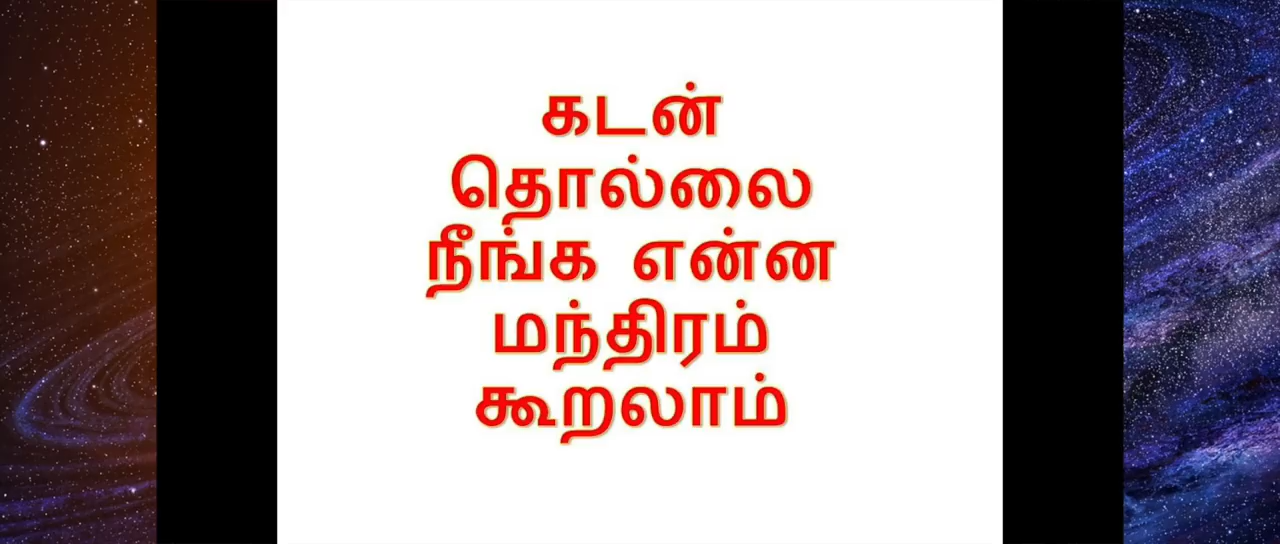 கடன்
தொல்லை
நீங்க என்ன
மந்திரம்
கூறலாம்